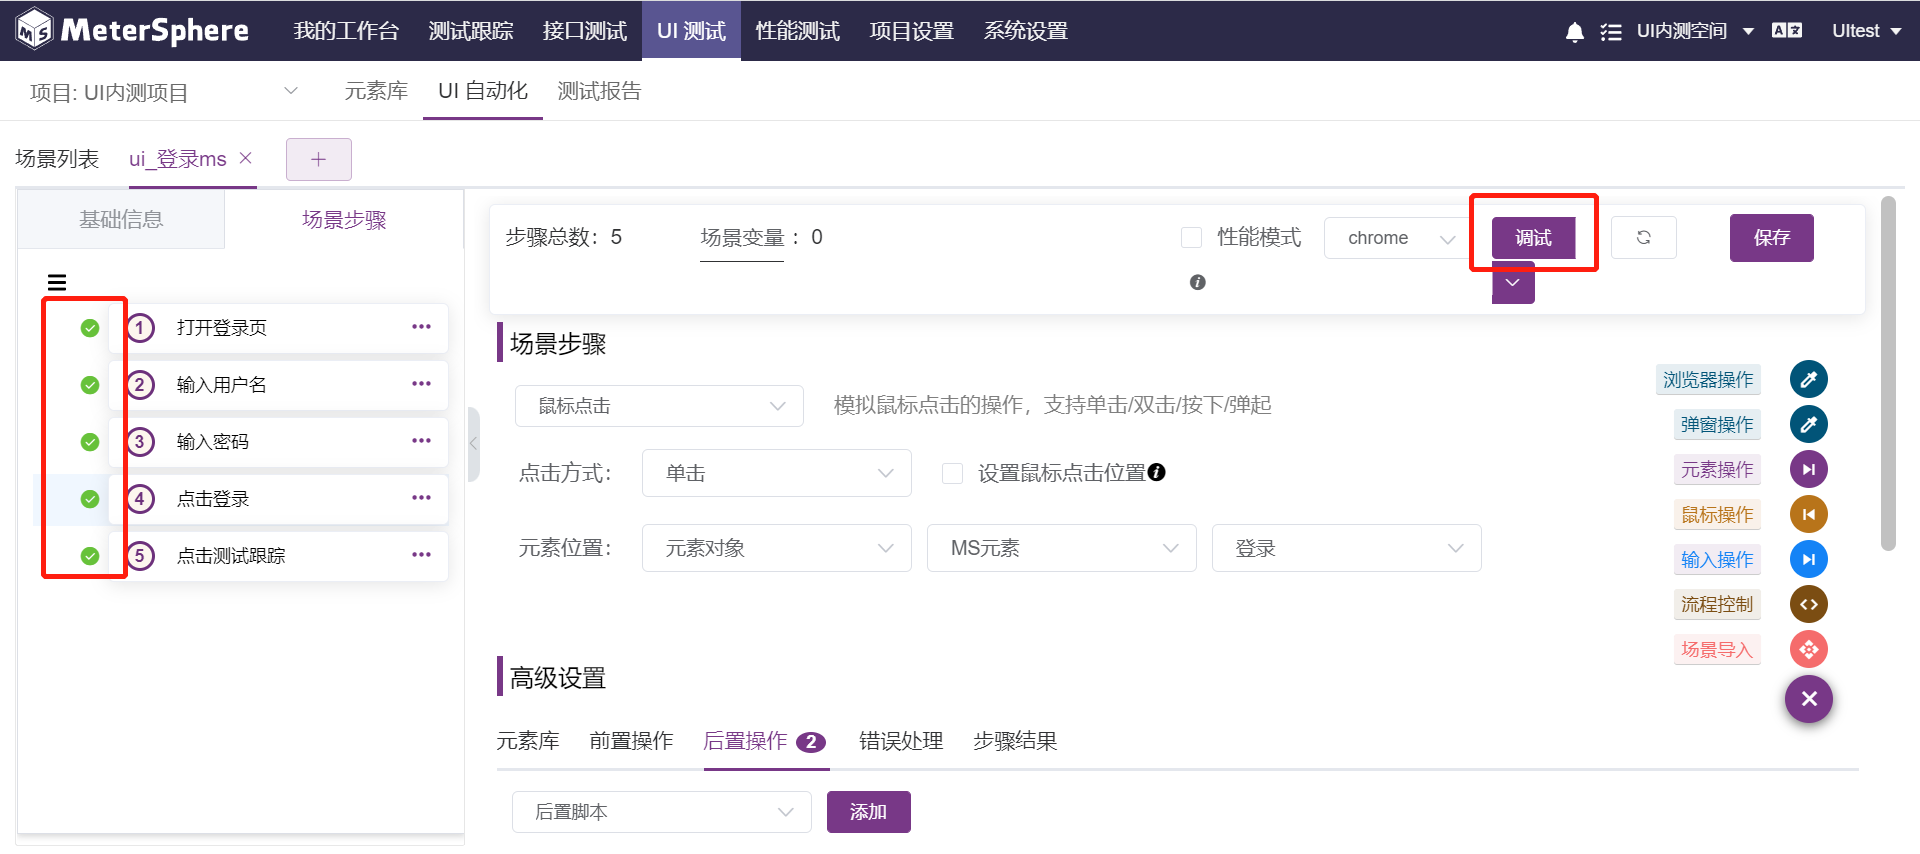 MS MeterSphere 我的工作台 测试跟踪 接口测试 UI 测试 性能测试 项目设置 系统设置 UI内测空间 UItest
项目: UI内测项目 元素库 UI 自动化 测试报告
场景列表 ui_登录ms
基础信息 场景步骤
步骤总数: 5 场景变量 : 0 性能模式 chrome 调试 保存
1 打开登录页
2 输入用户名
3 输入密码
4 点击登录
5 点击测试跟踪
场景步骤
鼠标点击 模拟鼠标点击的操作，支持单击/双击/按下/弹起
点击方式: 单击 设置鼠标点击位置
元素位置: 元素对象 MS元素 登录
浏览器操作
弹窗操作
元素操作
鼠标操作
输入操作
流程控制
场景导入
高级设置
元素库 前置操作 后置操作 2 错误处理 步骤结果
后置脚本 添加